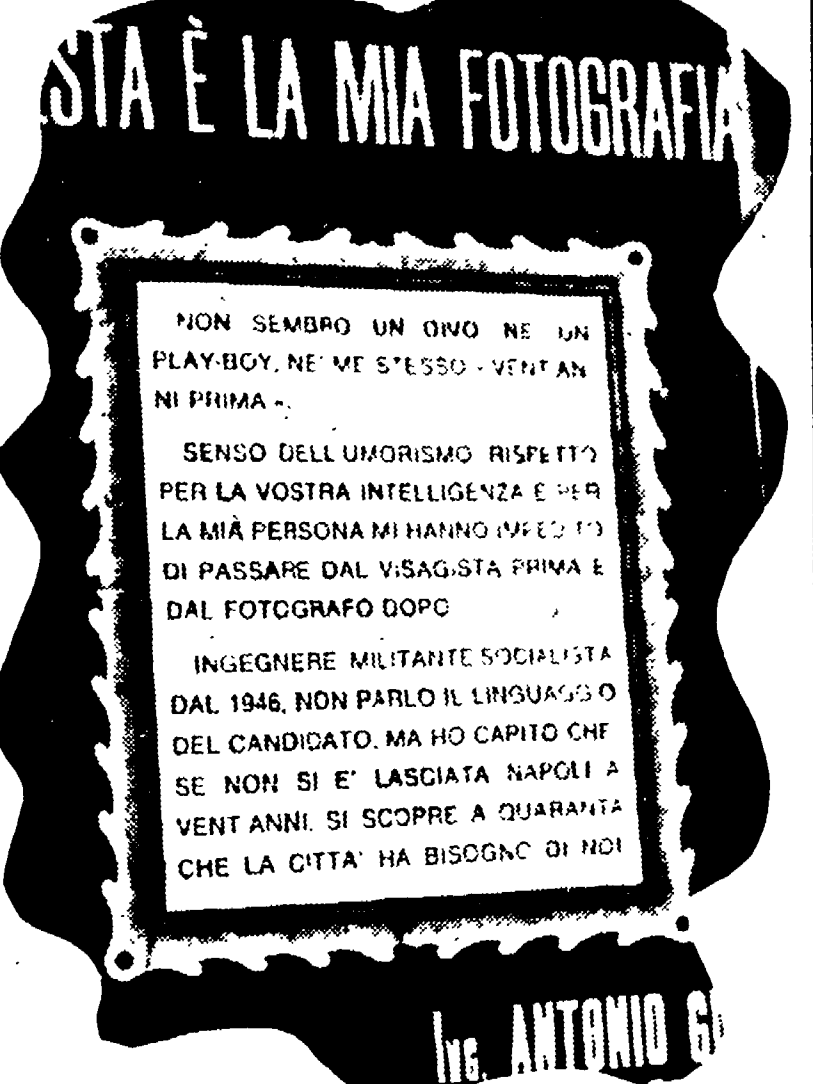 STA È LA MIA FOTOGRAFIA
NON SEMBRO UN DIVO NE UN
PLAY-BOY, NE' ME STESSO « VENT AN
NI PRIMA ».
SENSO DELL UMORISMO RISPETTO
PER LA VOSTRA INTELLIGENZA E PER
LA MIA PERSONA MI HANNO IMPEDITO
DI PASSARE DAL VISAGISTA PRIMA E
DAL FOTOGRAFO DOPO
INGEGNERE MILITANTE SOCIALISTA
DAL 1946, NON PARLO IL LINGUAGGIO
DEL CANDIDATO. MA HO CAPITO CHE
SE NON SI E' LASCIATA NAPOLI A
VENT ANNI. SI SCOPRE A QUARANTA
CHE LA CITTA' HA BISOGNO DI NOI
ING. ANTONIO